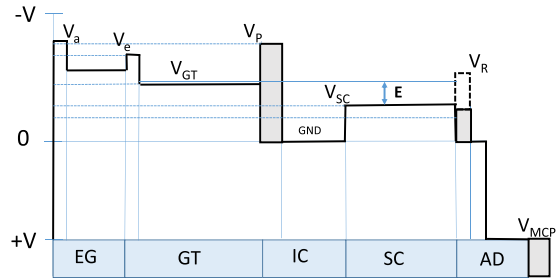 -V
Va
Ve
VP
VGT
VR
E
VSC
GND
0
+V
VMCP
EG GT IC SC AD